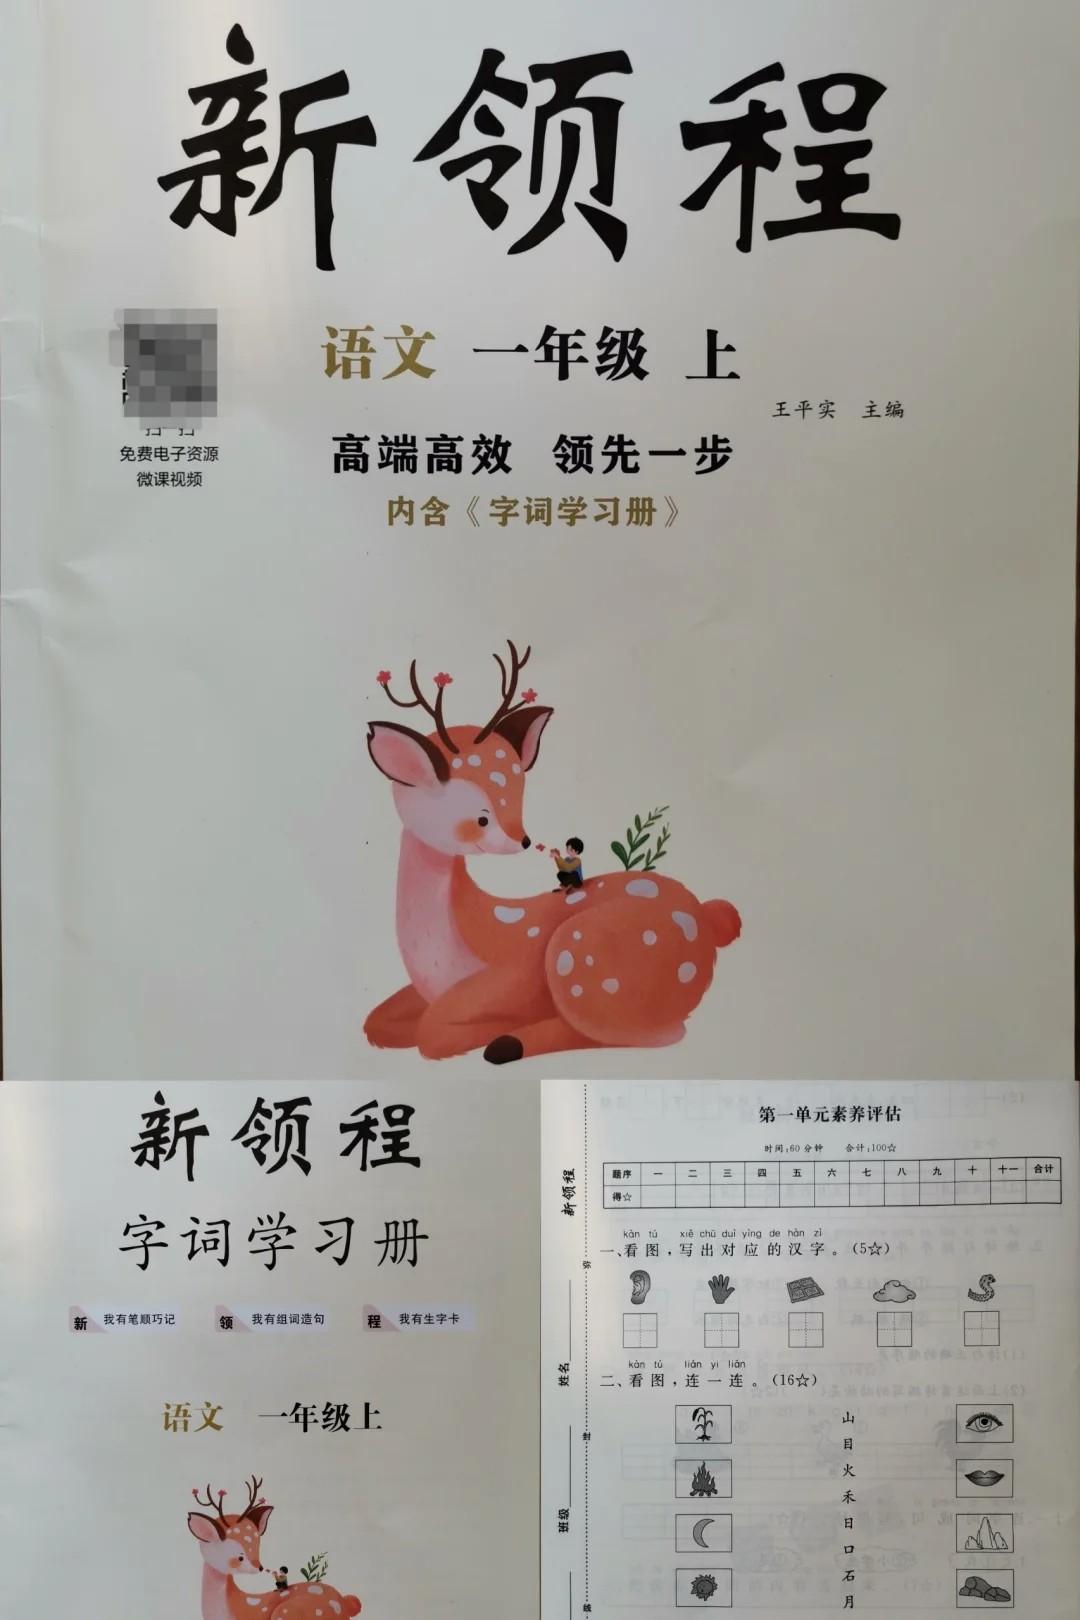 新领程
语文 一年级 上
王平实 主编
扫一扫
免费电子资源
微课视频
高端高效 领先一步
内含《字词学习册》
新领程
字词学习册
新 我有笔顺巧记
领 我有组词造句
程 我有生字卡
语文 一年级上
新领程
姓名
班级
弥
封
线
第一单元素养评估
时间:60分钟 合计:100☆
题序 一 二 三 四 五 六 七 八 九 十 十一 合计
得☆
kàn tú xiě chū duì yìng de hàn zì
一、看图,写出对应的汉字。(5☆)
kàn tú lián yi lián
二、看图,连一连。(16☆)
山
目
火
禾
日
口
石
月